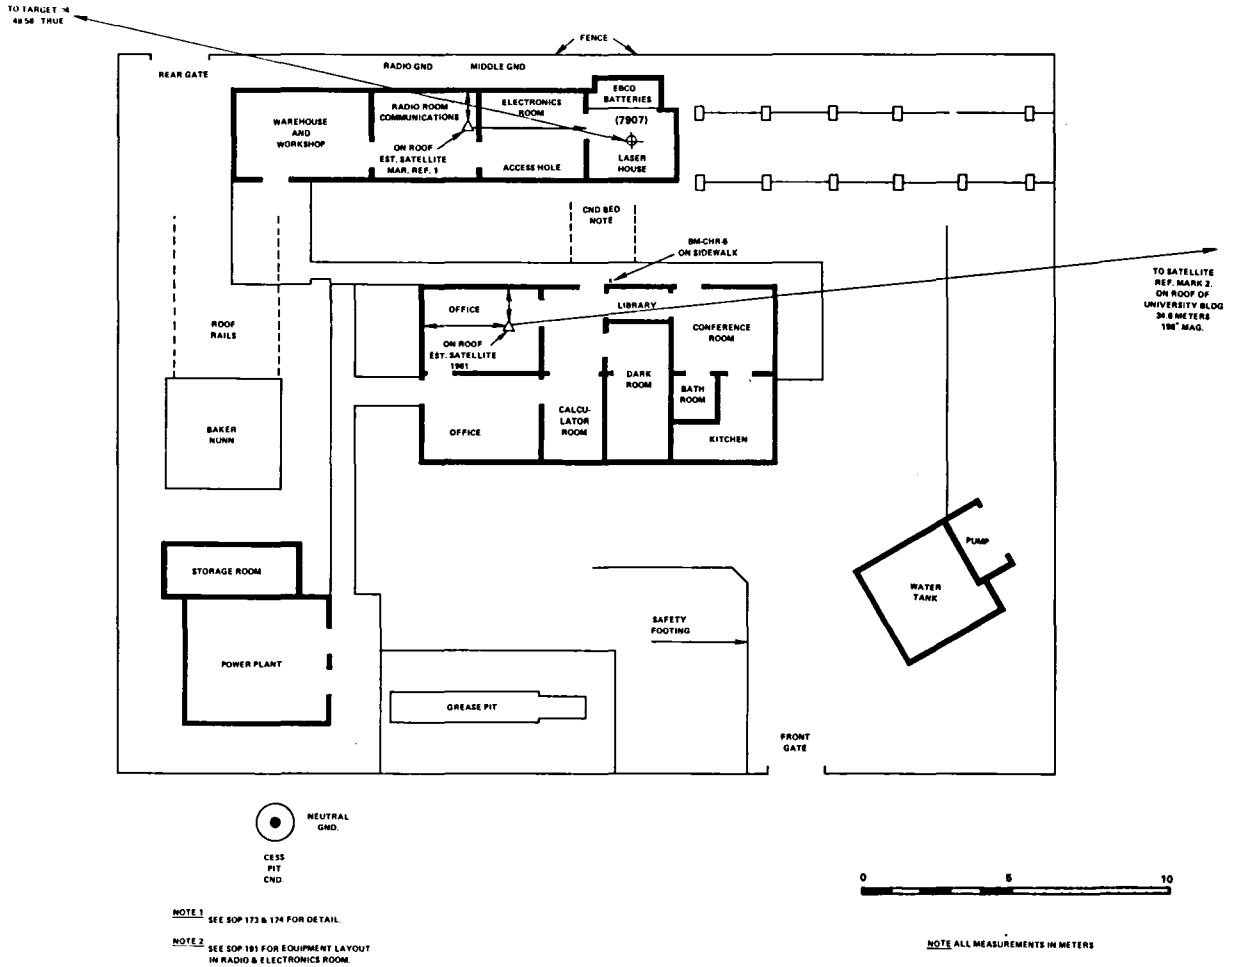 TO TARGET
48 58 TRUE
FENCE
REAR GATE
RADIO GND
MIDDLE GND
EBCO
BATTERIES
RADIO ROOM
COMMUNICATIONS
ELECTRONICS
ROOM
WAREHOUSE
AND
WORKSHOP
(7907)
ON ROOF
EST. SATELLITE
MAR. REF. 1
ACCESS HOLE
LASER
HOUSE
CND BED
NOTE
BM-CHR-5
ON SIDEWALK
TO SATELLITE
REF. MARK 2.
ON ROOF OF
UNIVERSITY BLDG
34.6 METERS
198° MAG.
OFFICE
LIBRARY
CONFERENCE
ROOM
ROOF
RAILS
ON ROOF
EST. SATELLITE
1961
DARK
ROOM
BATH
ROOM
BAKER
NUNN
OFFICE
CALCU-
LATOR
ROOM
KITCHEN
PUMP
STORAGE ROOM
WATER
TANK
SAFETY
FOOTING
POWER PLANT
GREASE PIT
FRONT
GATE
NEUTRAL
GND.
CESS
PIT
CND.
0 5 10
NOTE 1 SEE SOP 173 & 174 FOR DETAIL.
NOTE 2 SEE SOP 191 FOR EQUIPMENT LAYOUT
IN RADIO & ELECTRONICS ROOM.
NOTE ALL MEASUREMENTS IN METERS